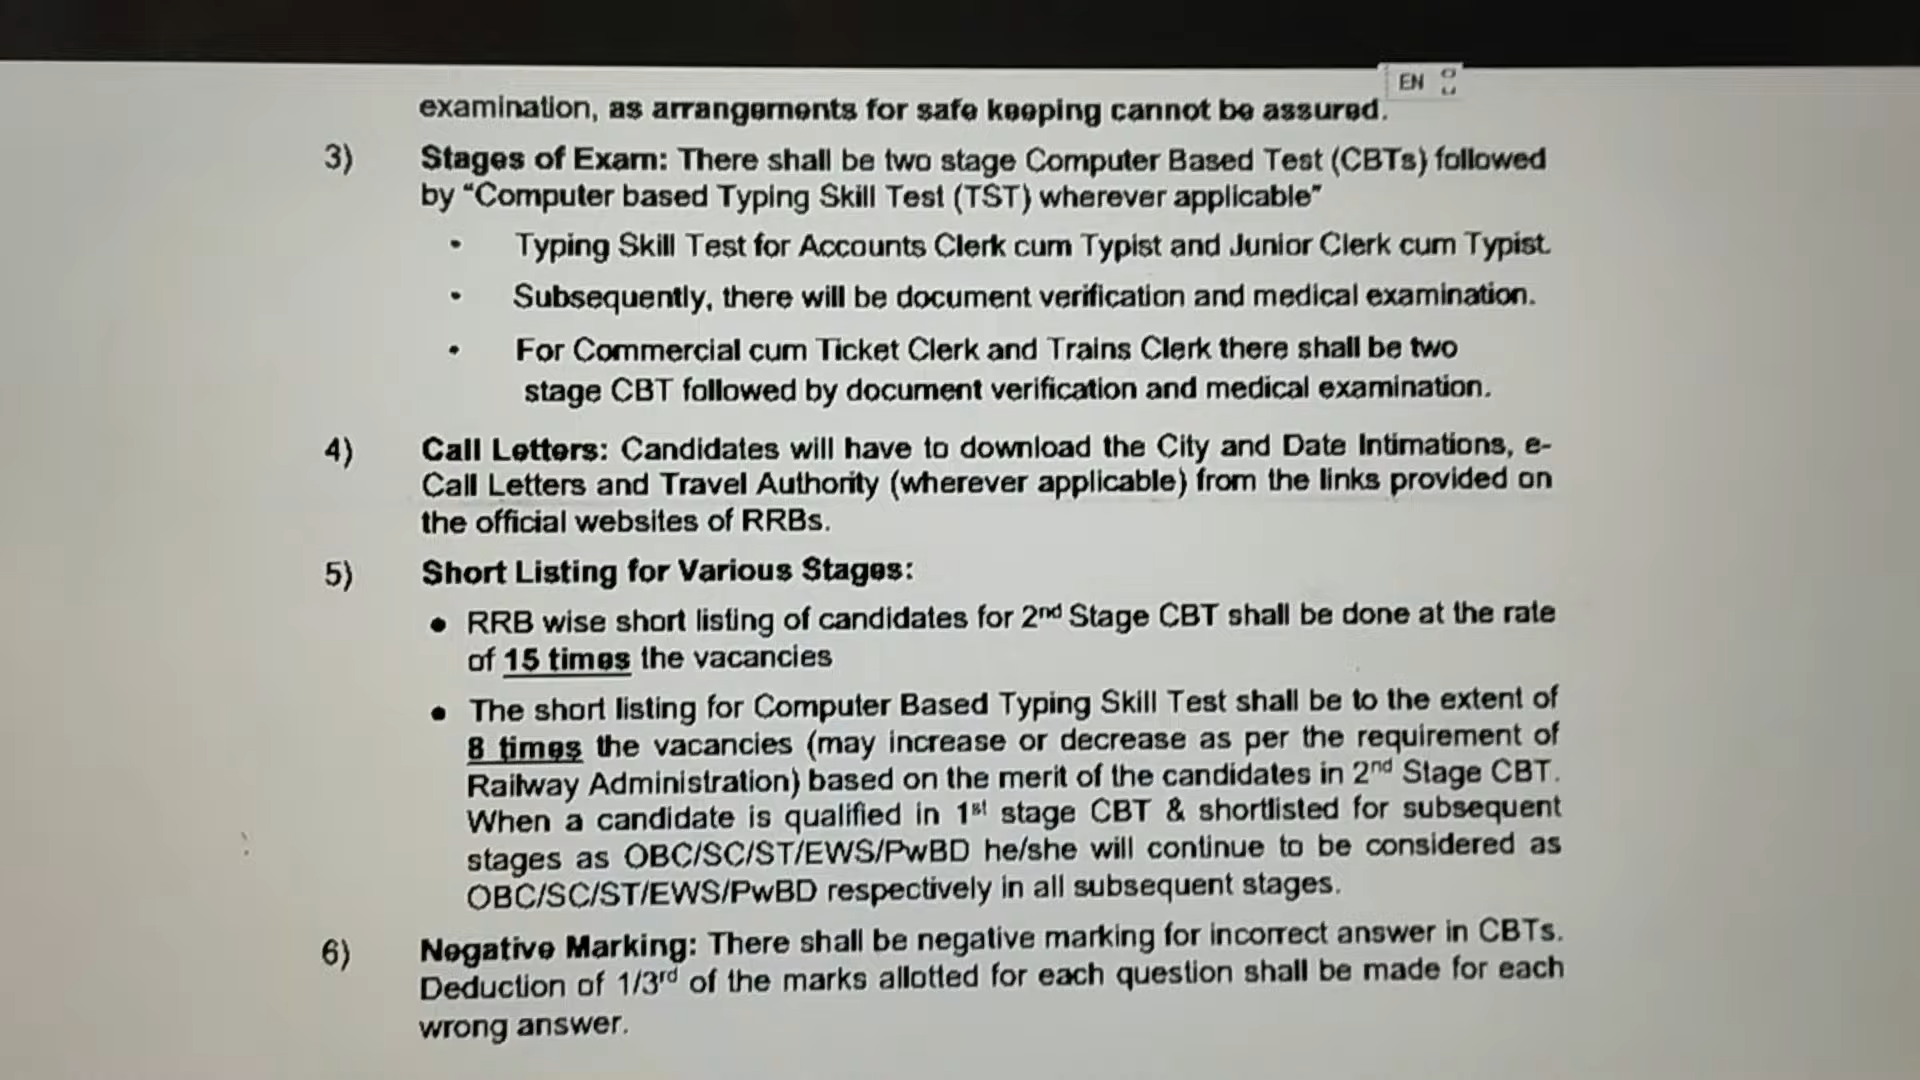 EN
examination, as arrangements for safe keeping cannot be assured.
3) Stages of Exam: There shall be two stage Computer Based Test (CBTs) followed
by “Computer based Typing Skill Test (TST) wherever applicable”
• Typing Skill Test for Accounts Clerk cum Typist and Junior Clerk cum Typist.
• Subsequently, there will be document verification and medical examination.
• For Commercial cum Ticket Clerk and Trains Clerk there shall be two
stage CBT followed by document verification and medical examination.
4) Call Letters: Candidates will have to download the City and Date Intimations, e-
Call Letters and Travel Authority (wherever applicable) from the links provided on
the official websites of RRBs.
5) Short Listing for Various Stages:
• RRB wise short listing of candidates for 2nd Stage CBT shall be done at the rate
of 15 times the vacancies
• The short listing for Computer Based Typing Skill Test shall be to the extent of
8 times the vacancies (may increase or decrease as per the requirement of
Railway Administration) based on the merit of the candidates in 2nd Stage CBT.
When a candidate is qualified in 1st stage CBT & shortlisted for subsequent
stages as OBC/SC/ST/EWS/PwBD he/she will continue to be considered as
OBC/SC/ST/EWS/PwBD respectively in all subsequent stages.
6) Negative Marking: There shall be negative marking for incorrect answer in CBTs.
Deduction of 1/3rd of the marks allotted for each question shall be made for each
wrong answer.